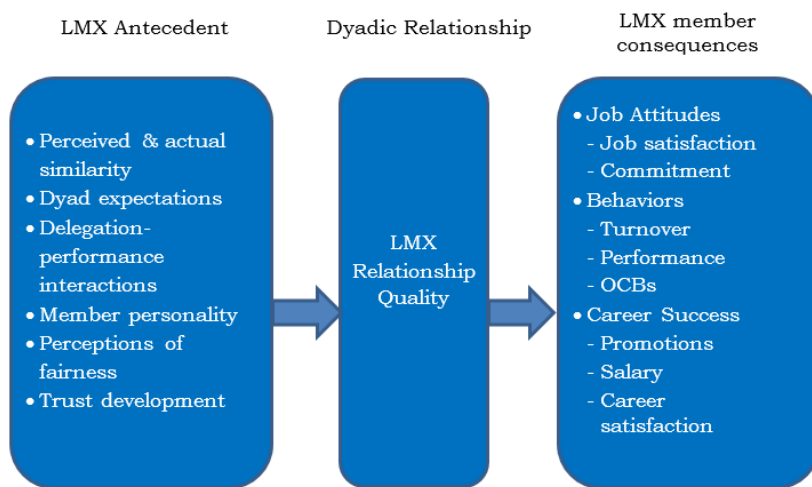 LMX Antecedent
Dyadic Relationship
LMX member
consequences
• Perceived & actual
similarity
• Dyad expectations
• Delegation-
performance
interactions
• Member personality
• Perceptions of
fairness
• Trust development
LMX
Relationship
Quality
• Job Attitudes
- Job satisfaction
- Commitment
• Behaviors
- Turnover
- Performance
- OCBs
• Career Success
- Promotions
- Salary
- Career
satisfaction